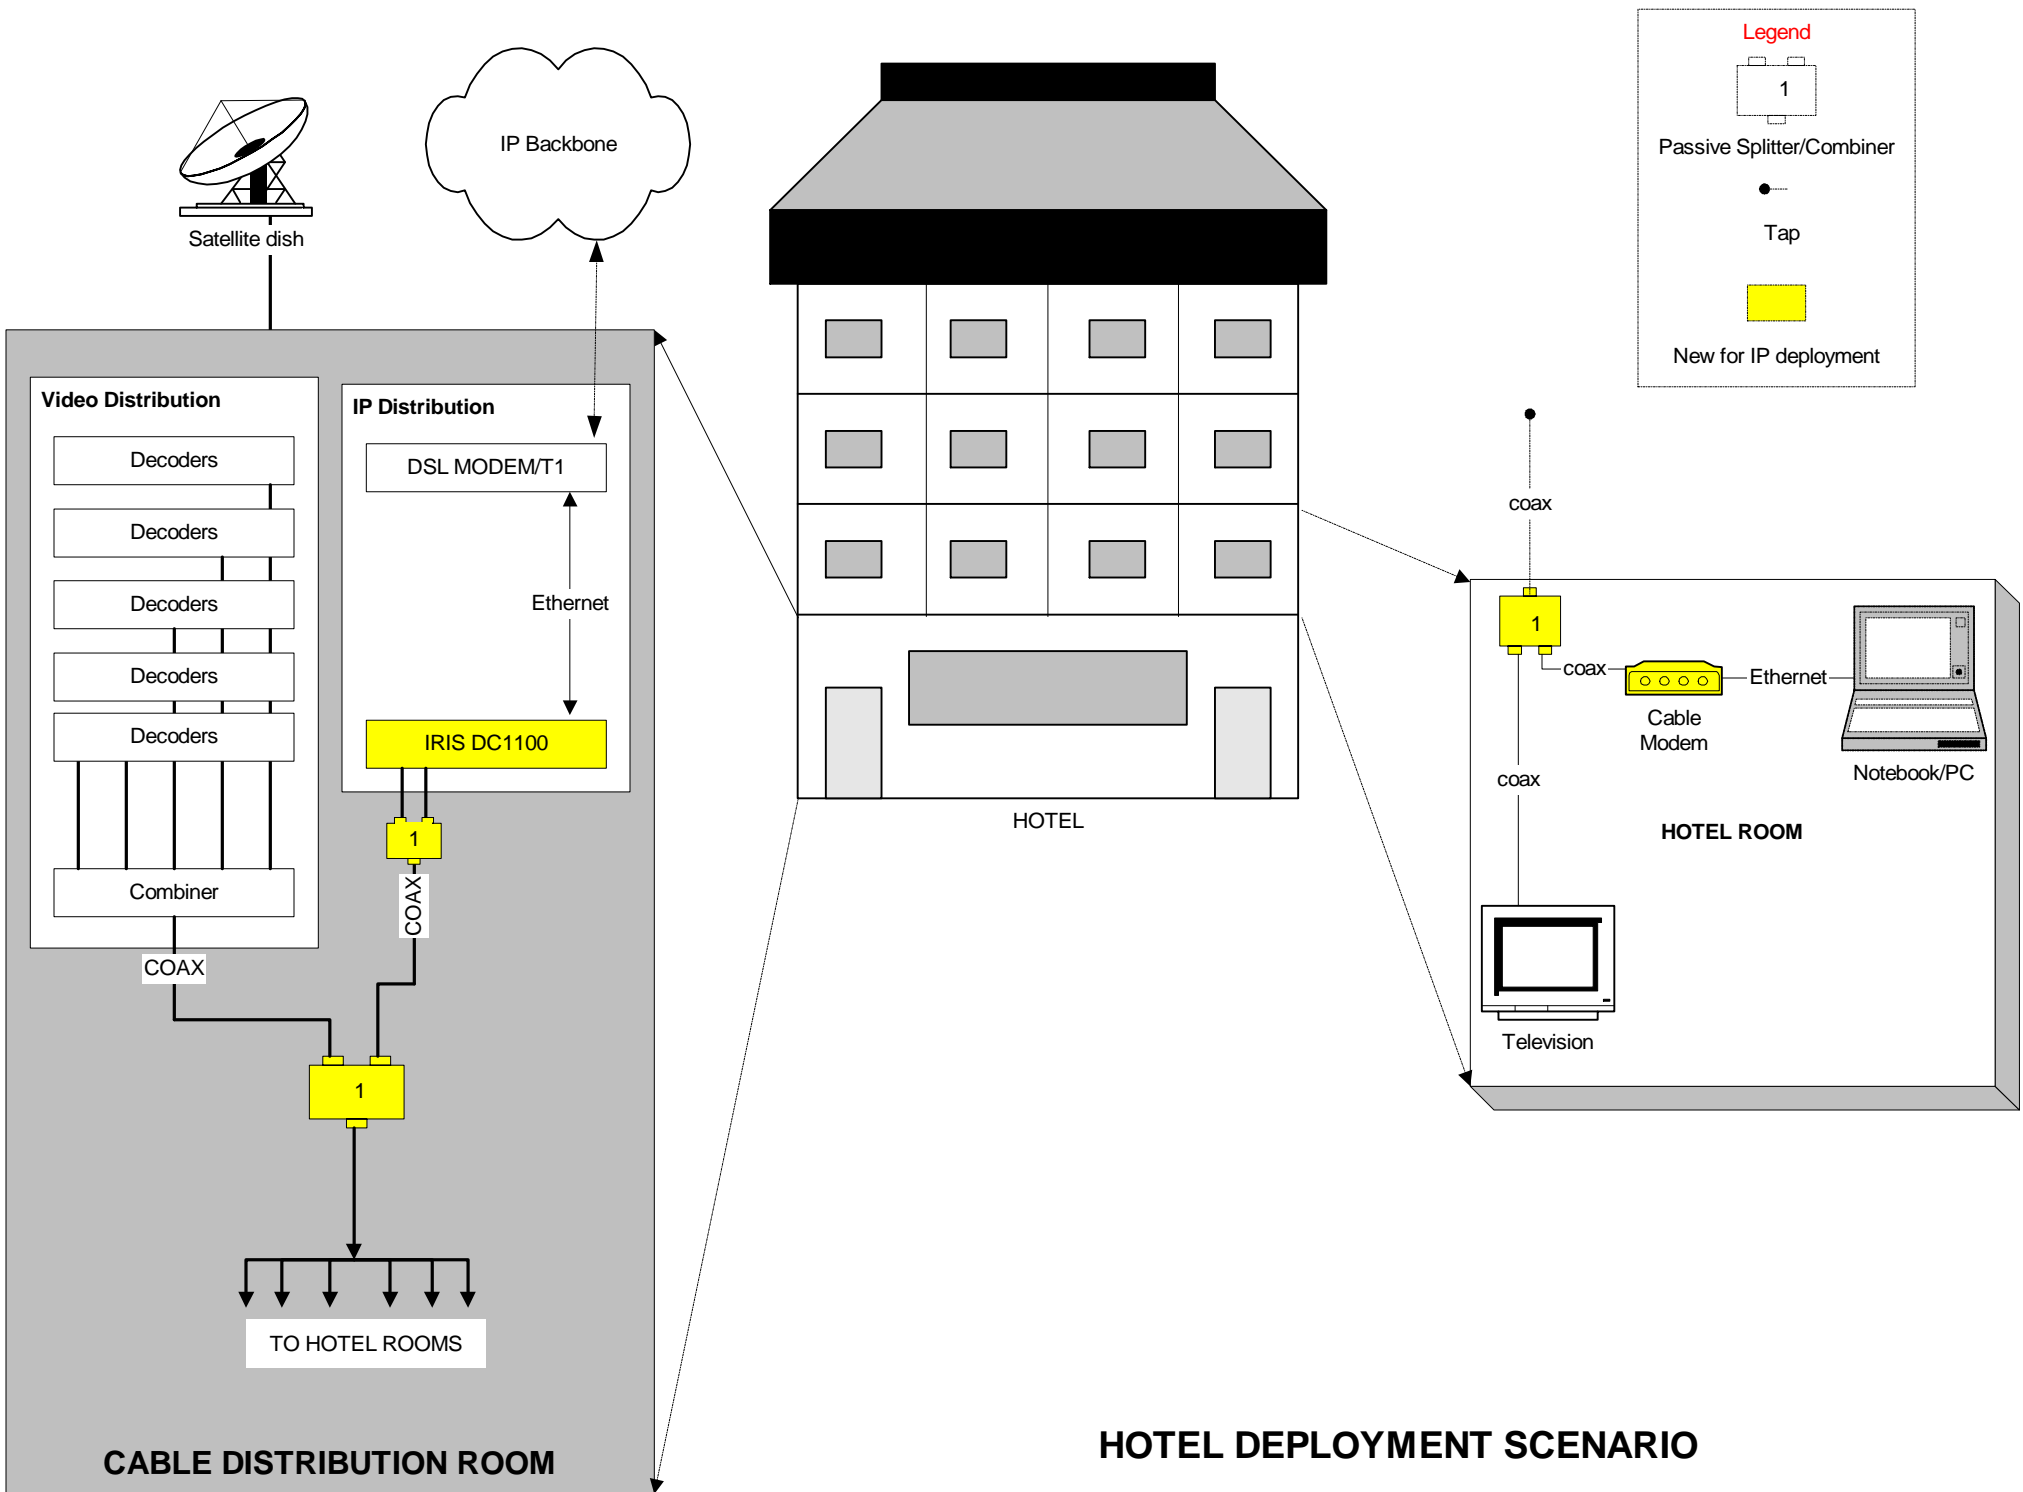 Legend
1
Passive Splitter/Combiner
Tap
New for IP deployment
IP Backbone
Satellite dish
Video Distribution
Decoders
Decoders
Decoders
Decoders
Decoders
Combiner
COAX
IP Distribution
DSL MODEM/T1
Ethernet
IRIS DC1100
1
COAX
1
TO HOTEL ROOMS
CABLE DISTRIBUTION ROOM
HOTEL
coax
1
coax
Ethernet
Cable
Modem
Notebook/PC
coax
HOTEL ROOM
Television
HOTEL DEPLOYMENT SCENARIO